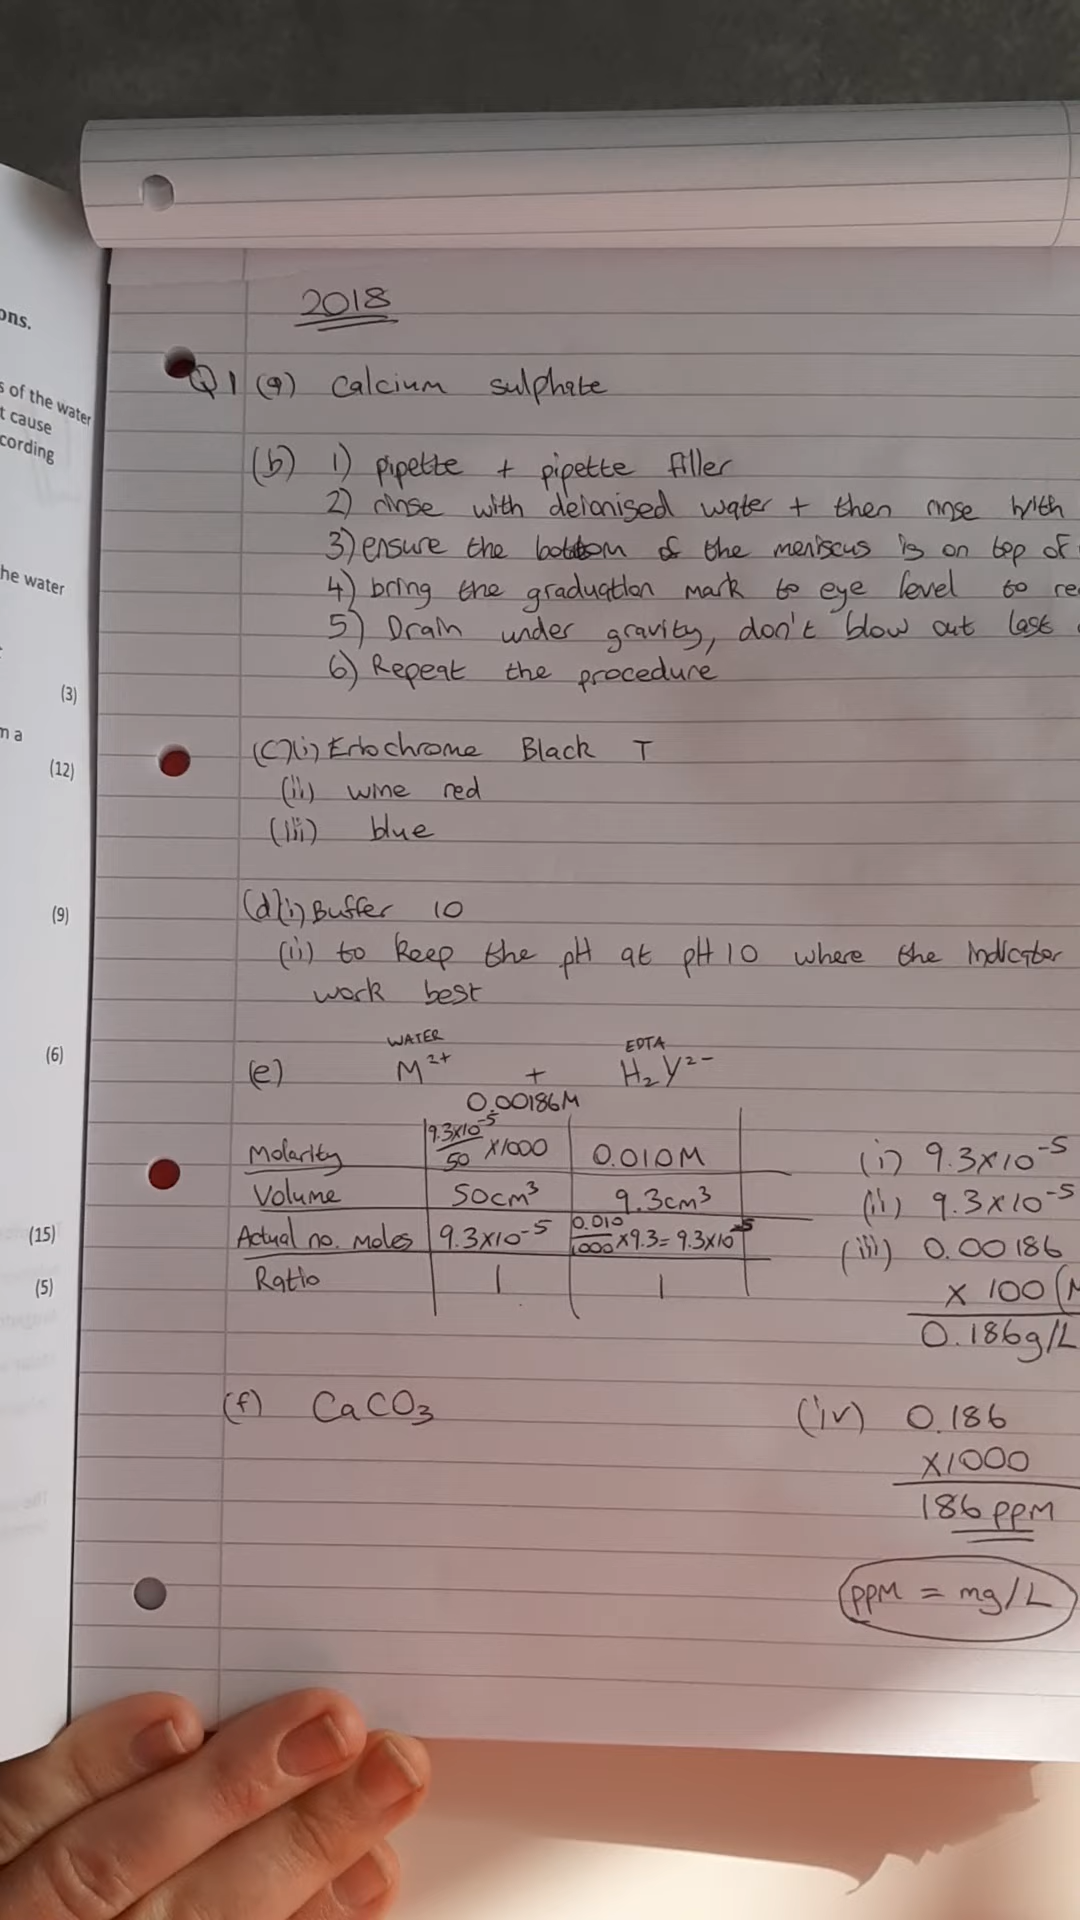 ons.
s of the water
t cause
cording
he water
(3)
m a
(12)
(9)
(6)
(15)
(5)
2018
Q1 (a) Calcium sulphate
(b) 1) pipette + pipette filler
2) rinse with deionised water + then rinse with
3) ensure the bottom of the meniscus is on top of
4) bring the graduation mark to eye level to re
5) Drain under gravity, don't blow out last
6) Repeat the procedure
(c)(i) Eriochrome Black T
(ii) wine red
(iii) blue
(d)(i) Buffer 10
(ii) to keep the pH at pH 10 where the indicator
work best
WATER EDTA
(e) M²⁺ + H₂Y²⁻
0.00186M
Molarity 9.3x10⁻⁵/50 x1000 0.010M
Volume 50cm³ 9.3cm³
Actual no. moles 9.3x10⁻⁵ 0.010/1000 x9.3= 9.3x10⁻⁵
Ratio 1 1
(i) 9.3x10⁻⁵
(ii) 9.3x10⁻⁵
(iii) 0.00186
x 100 (M
0.186g/L
(f) CaCO₃
(iv) 0.186
x1000
186 ppm
ppm = mg/L